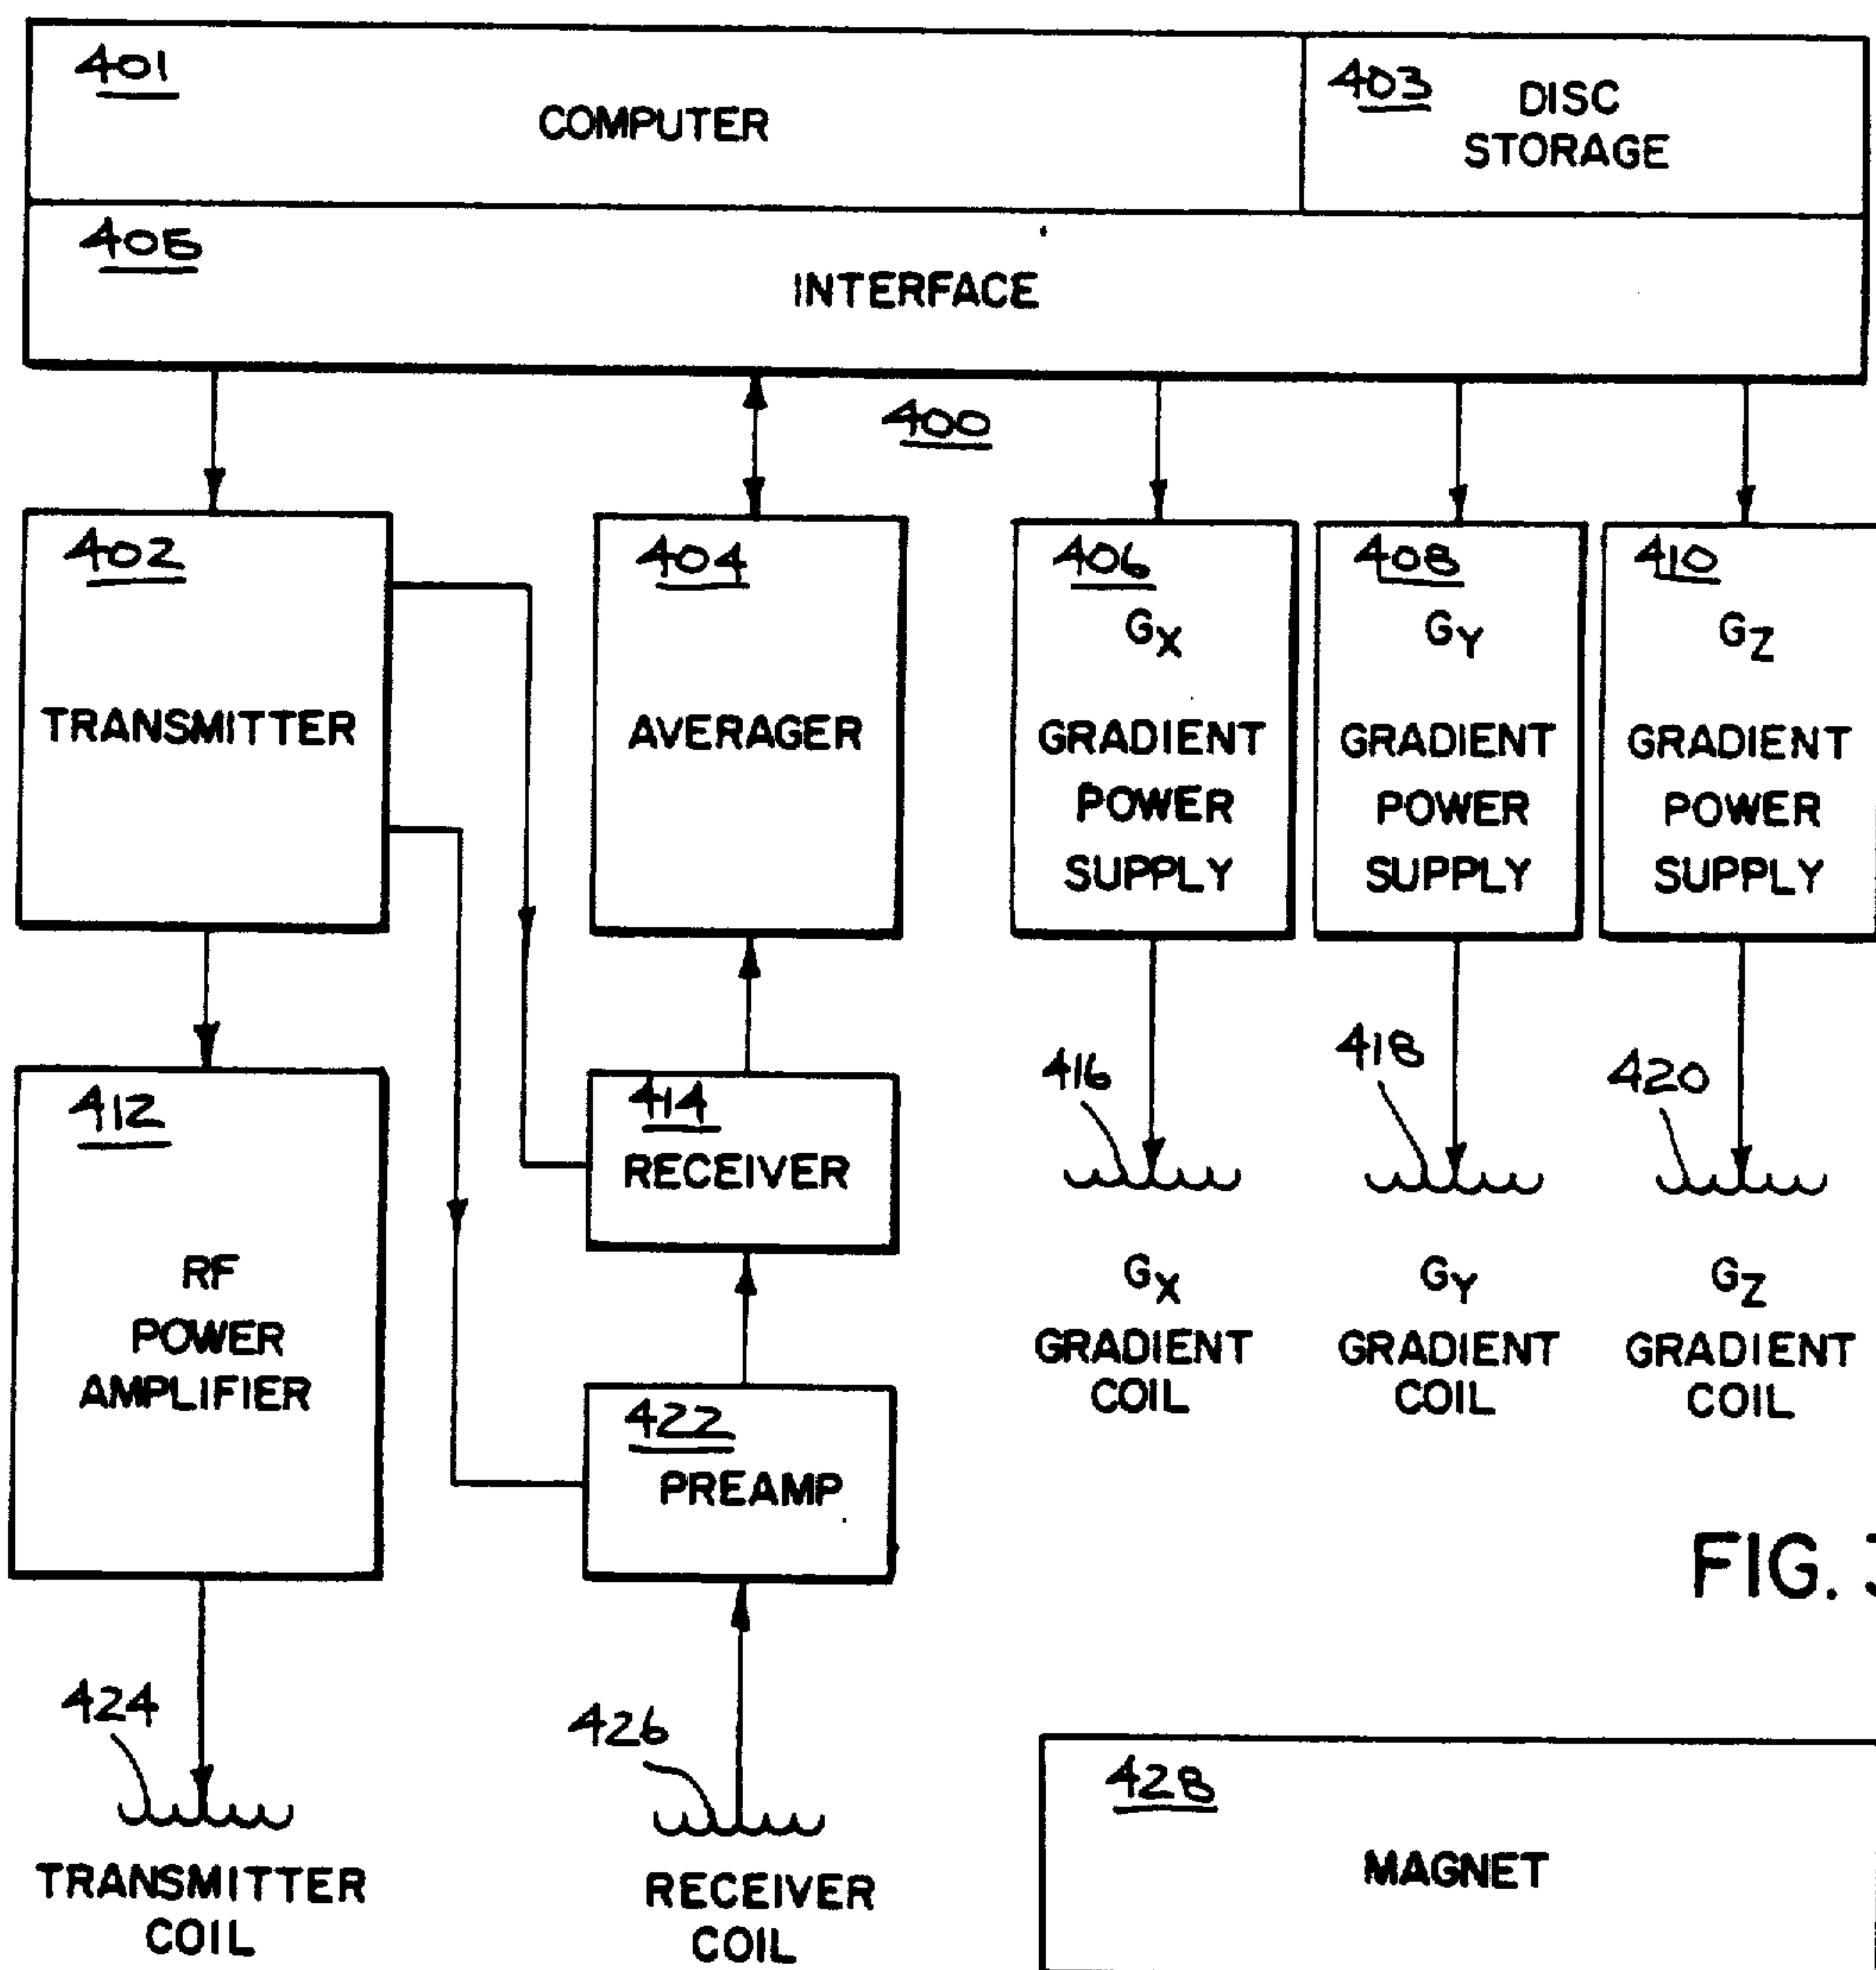 401
COMPUTER
403
DISC
STORAGE
405
INTERFACE
400
402
TRANSMITTER
404
AVERAGER
406
GX
GRADIENT
POWER
SUPPLY
408
GY
GRADIENT
POWER
SUPPLY
410
GZ
GRADIENT
POWER
SUPPLY
412
RF
POWER
AMPLIFIER
414
RECEIVER
416
GX
GRADIENT
COIL
418
GY
GRADIENT
COIL
420
GZ
GRADIENT
COIL
422
PREAMP
FIG.
424
TRANSMITTER
COIL
426
RECEIVER
COIL
428
MAGNET